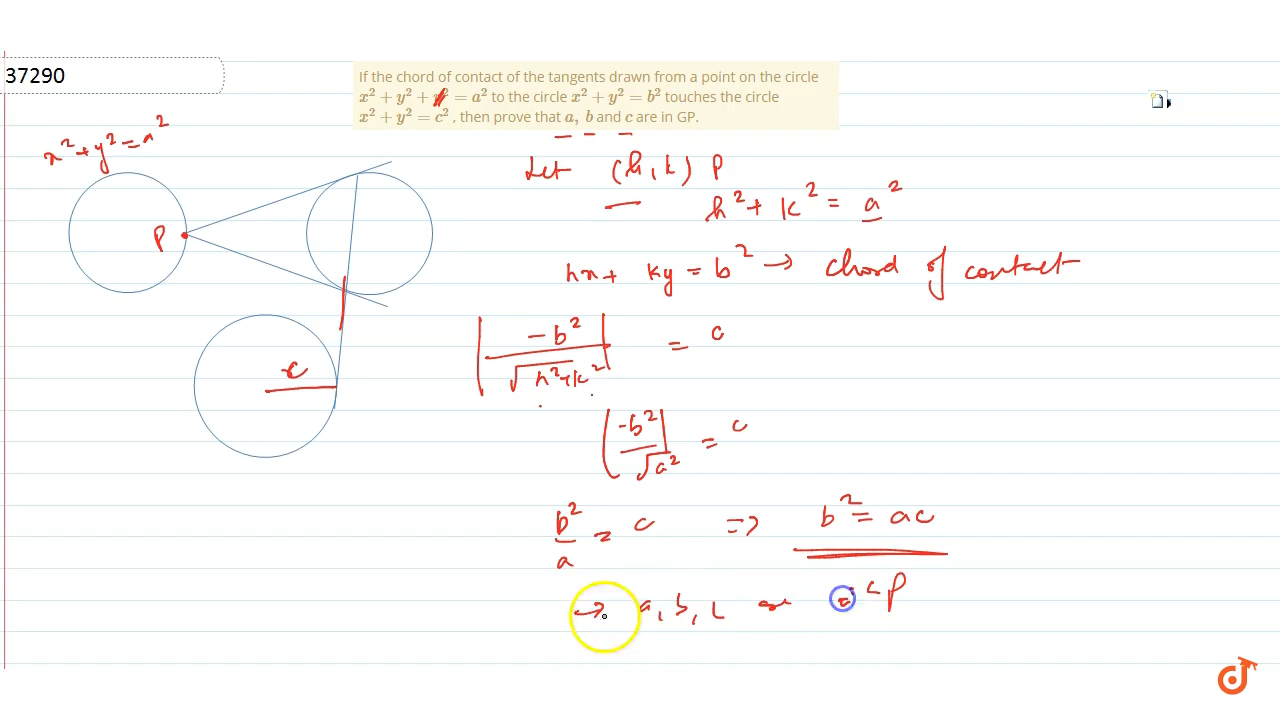 37290
If the chord of contact of the tangents drawn from a point on the circle
x² + y² + y² = a² to the circle x² + y² = b² touches the circle
x² + y² = c² , then prove that a, b and c are in GP.
x² + y² = a²
Let (h, k) P
h² + k² = a²
P
hx + ky = b² → chord of contact
| -b² / √h²+k² | = c
c
| -b² / √a² | = c
b²/a = c ⇒ b² = ac
→ a, b, c are